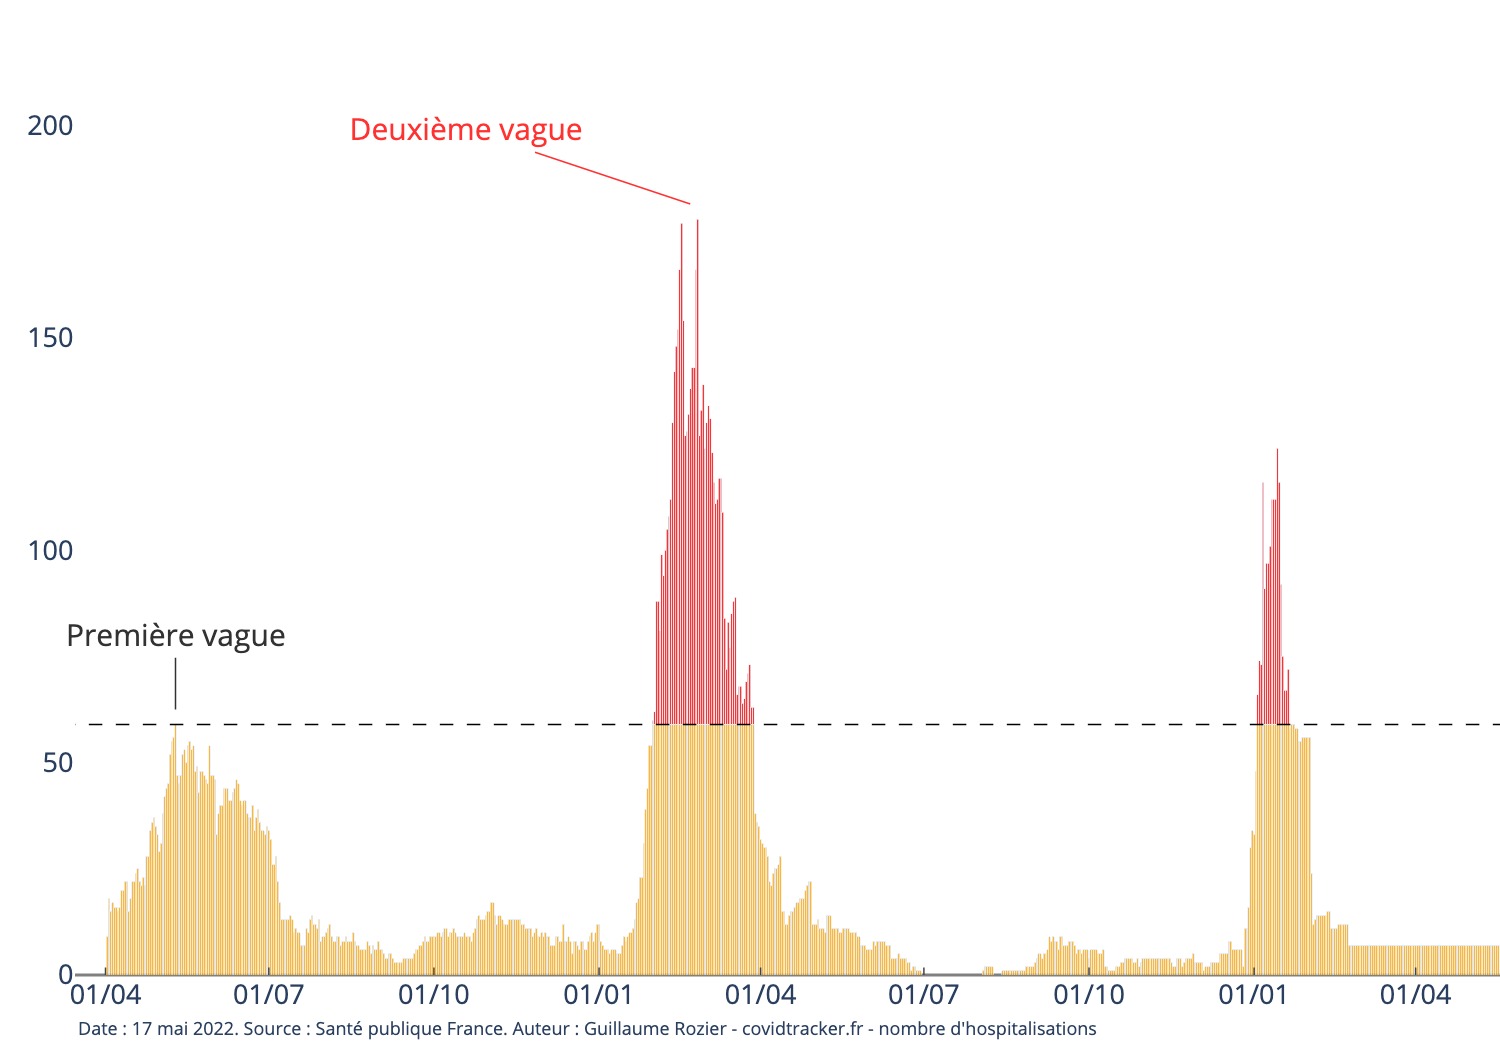 200
Deuxième vague
150
100
Première vague
50
0
01/04 01/07 01/10 01/01 01/04 01/07 01/10 01/01 01/04
Date : 17 mai 2022. Source : Santé publique France. Auteur : Guillaume Rozier - covidtracker.fr - nombre d'hospitalisations